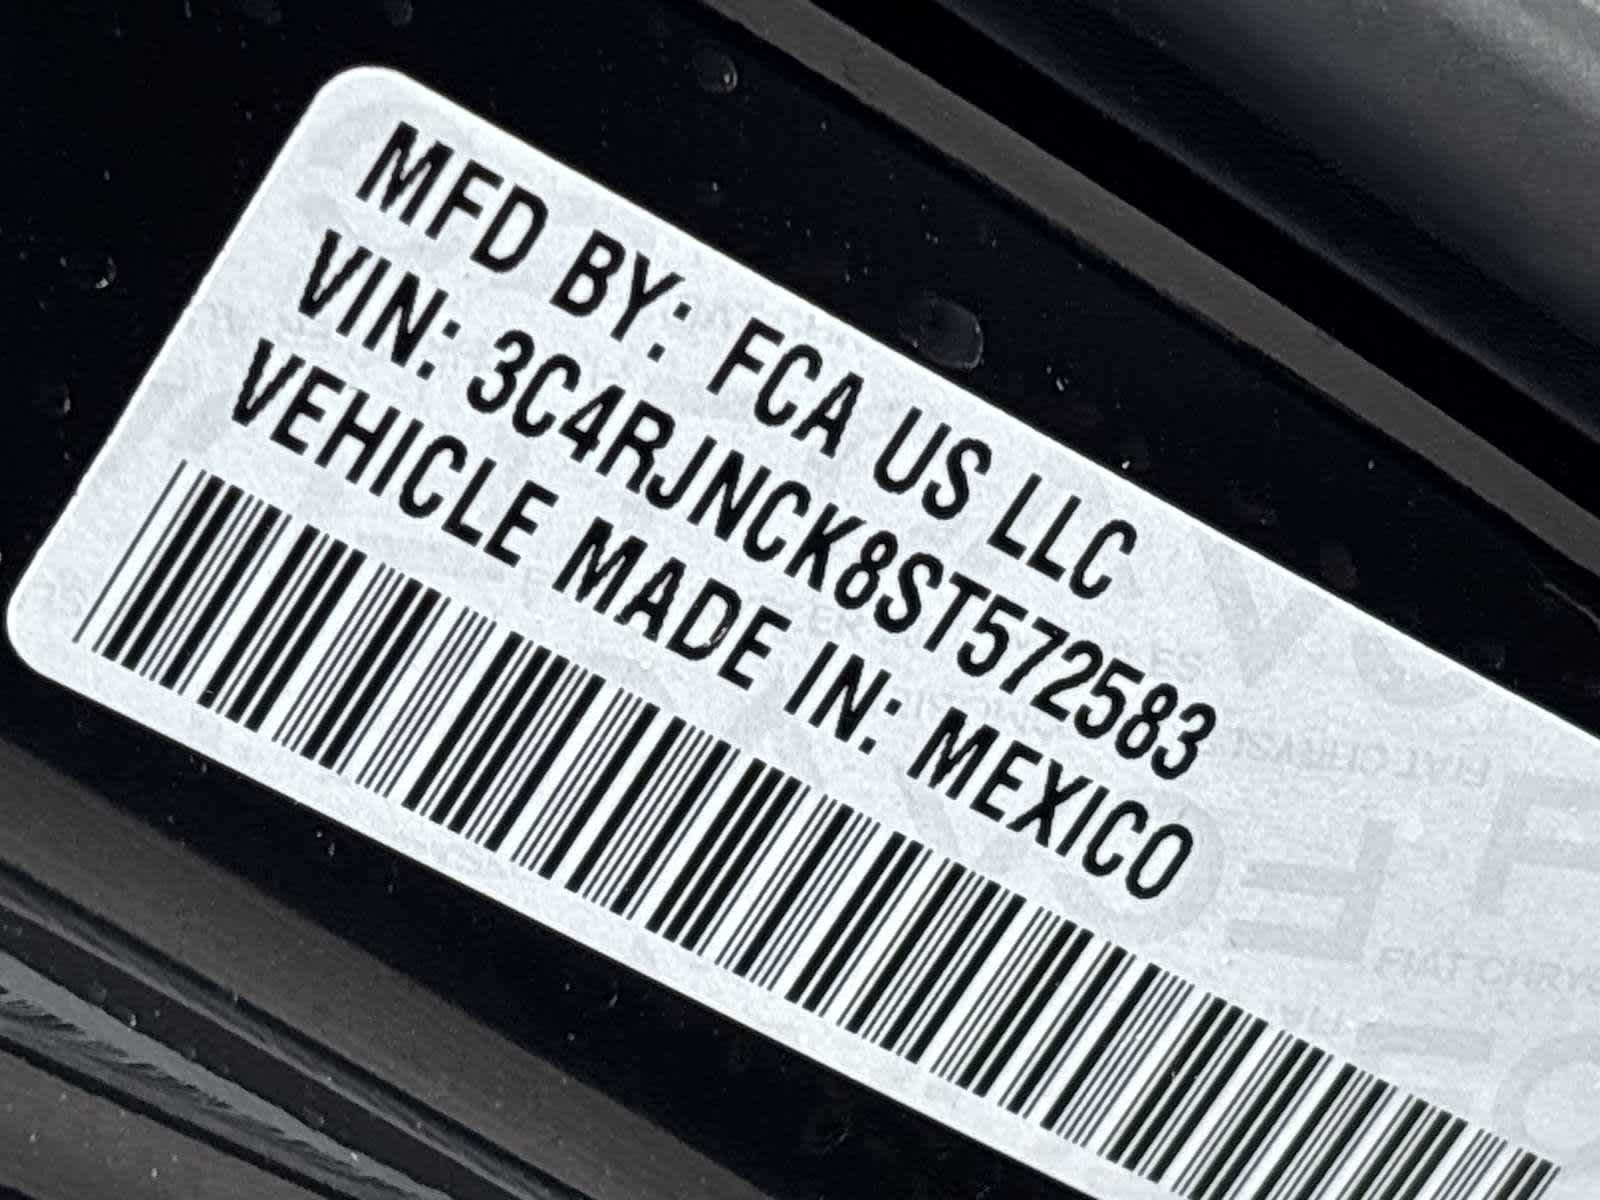 MFD BY: FCA US LLC
VIN: 3C4RJNCK8ST572583
VEHICLE MADE IN: MEXICO